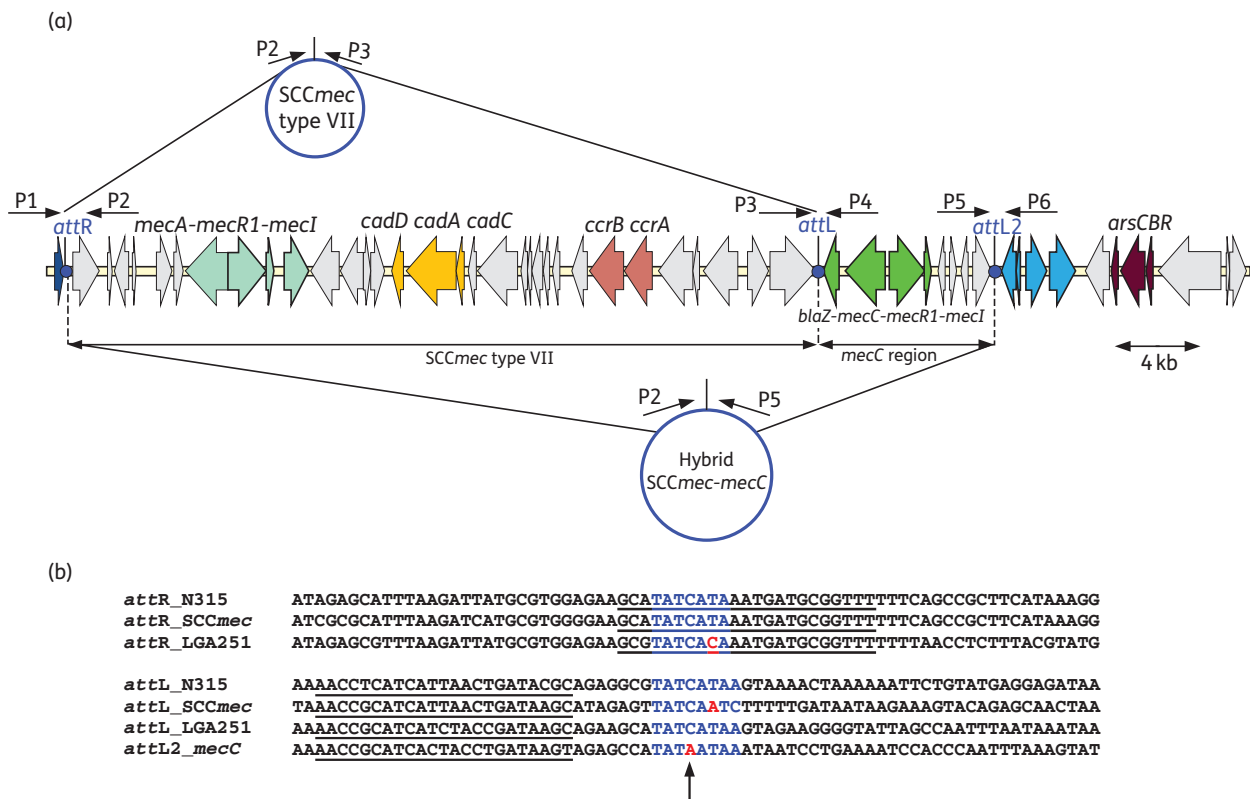 (a)
P2 P3
SCCmec
type VII
P1 P2 P3 P4 P5 P6
attR mecA-mecR1-mecI cadD cadA cadC ccrB ccrA attL attL2 arsCBR
blaZ-mecC-mecR1-mecI
SCCmec type VII mecC region 4 kb
P2 P5
Hybrid
SCCmec-mecC
(b)
attR_N315 ATAGAGCATTTAAGATTATGCGTGGAGAAGCATATCATAAATGATGCGGTTTTTTCAGCCGCTTCATAAAGG
attR_SCCmec ATCGCGCATTTAAGATCATGCGTGGGGAAGCATATCATAAATGATGCGGTTTTTTCAGCCGCTTCATAAAGG
attR_LGA251 ATAGAGCGTTTAAGATTATGCGTGGAGAAGCGTATCACAAATGATGCGGTTTTTTTTAACCTCTTTACGTATG
attL_N315 AAAACCTCATCATTAACTGATACGCAGAGGCGTATCATAAGTAAAACTAAAAAATTCTGTATGAGGAGATAA
attL_SCCmec TAAACCGCATCATTAACTGATAAGCATAGAGTTATCAATCTTTTTGATAATAAGAAAGTACAGAGCAACTAA
attL_LGA251 AAAACCGCATCATCTACCGATAAGCAGAAGCATATCATAAGTAGAAGGGGTATTAGCCAATTTAATAAATAA
attL2_mecC AAAACCGCATCACTACCTGATAAGTAGAGCCATATAATAAATAATCCTGAAAATCCACCCAATTTAAAGTAT